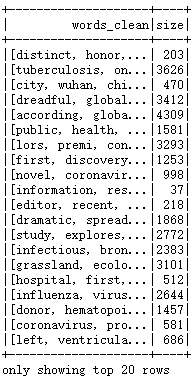 +--------------------+----+
|         words_clean|size|
+--------------------+----+
|[distinct, honor,...| 203|
|[tuberculosis, on...|3626|
|[city, wuhan, chi...| 470|
|[dreadful, global...|3412|
|[according, globa...|4309|
|[public, health, ...|1581|
|[lors, premi, con...|3293|
|[first, discovery...|1253|
|[novel, coronavir...| 998|
|[information, res...|  37|
|[editor, recent, ...| 218|
|[dramatic, spread...|1868|
|[study, explores,...|2772|
|[infectious, bron...|2383|
|[grassland, ecolo...|3101|
|[hospital, first,...| 512|
|[influenza, virus...|2644|
|[donor, hematopoi...|1457|
|[coronavirus, pro...| 581|
|[left, ventricula...| 686|
+--------------------+----+
only showing top 20 rows